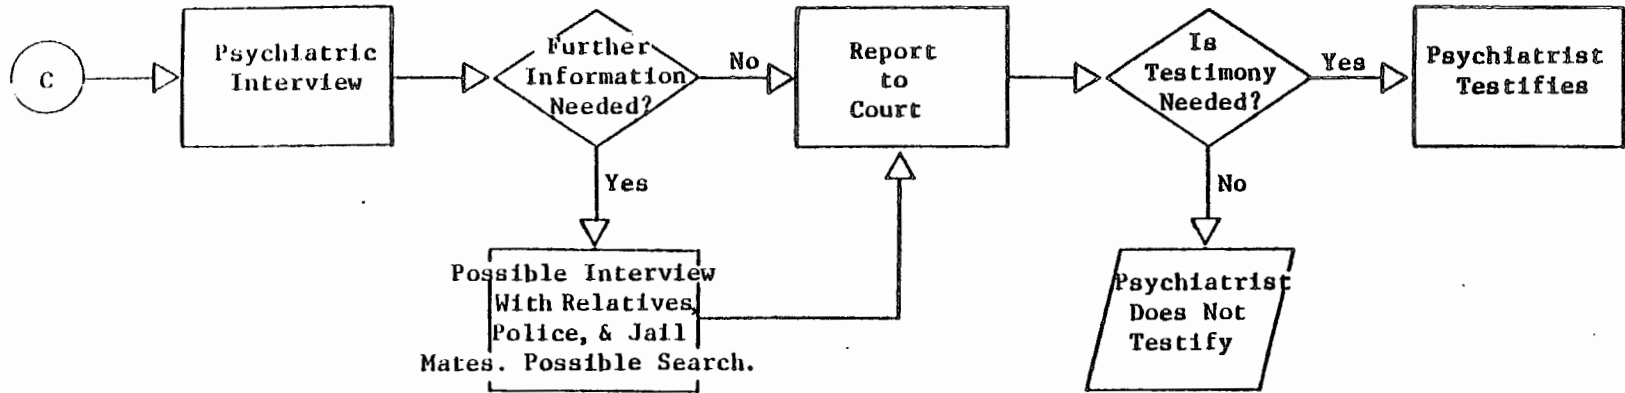 C
Psychiatric
Interview
Further
Information
Needed?
No
Yes
Possible Interview
With Relatives,
Police, & Jail
Mates. Possible Search.
Report
to
Court
Is
Testimony
Needed?
Yes
No
Psychiatrist
Testifies
Psychiatrist
Does Not
Testify